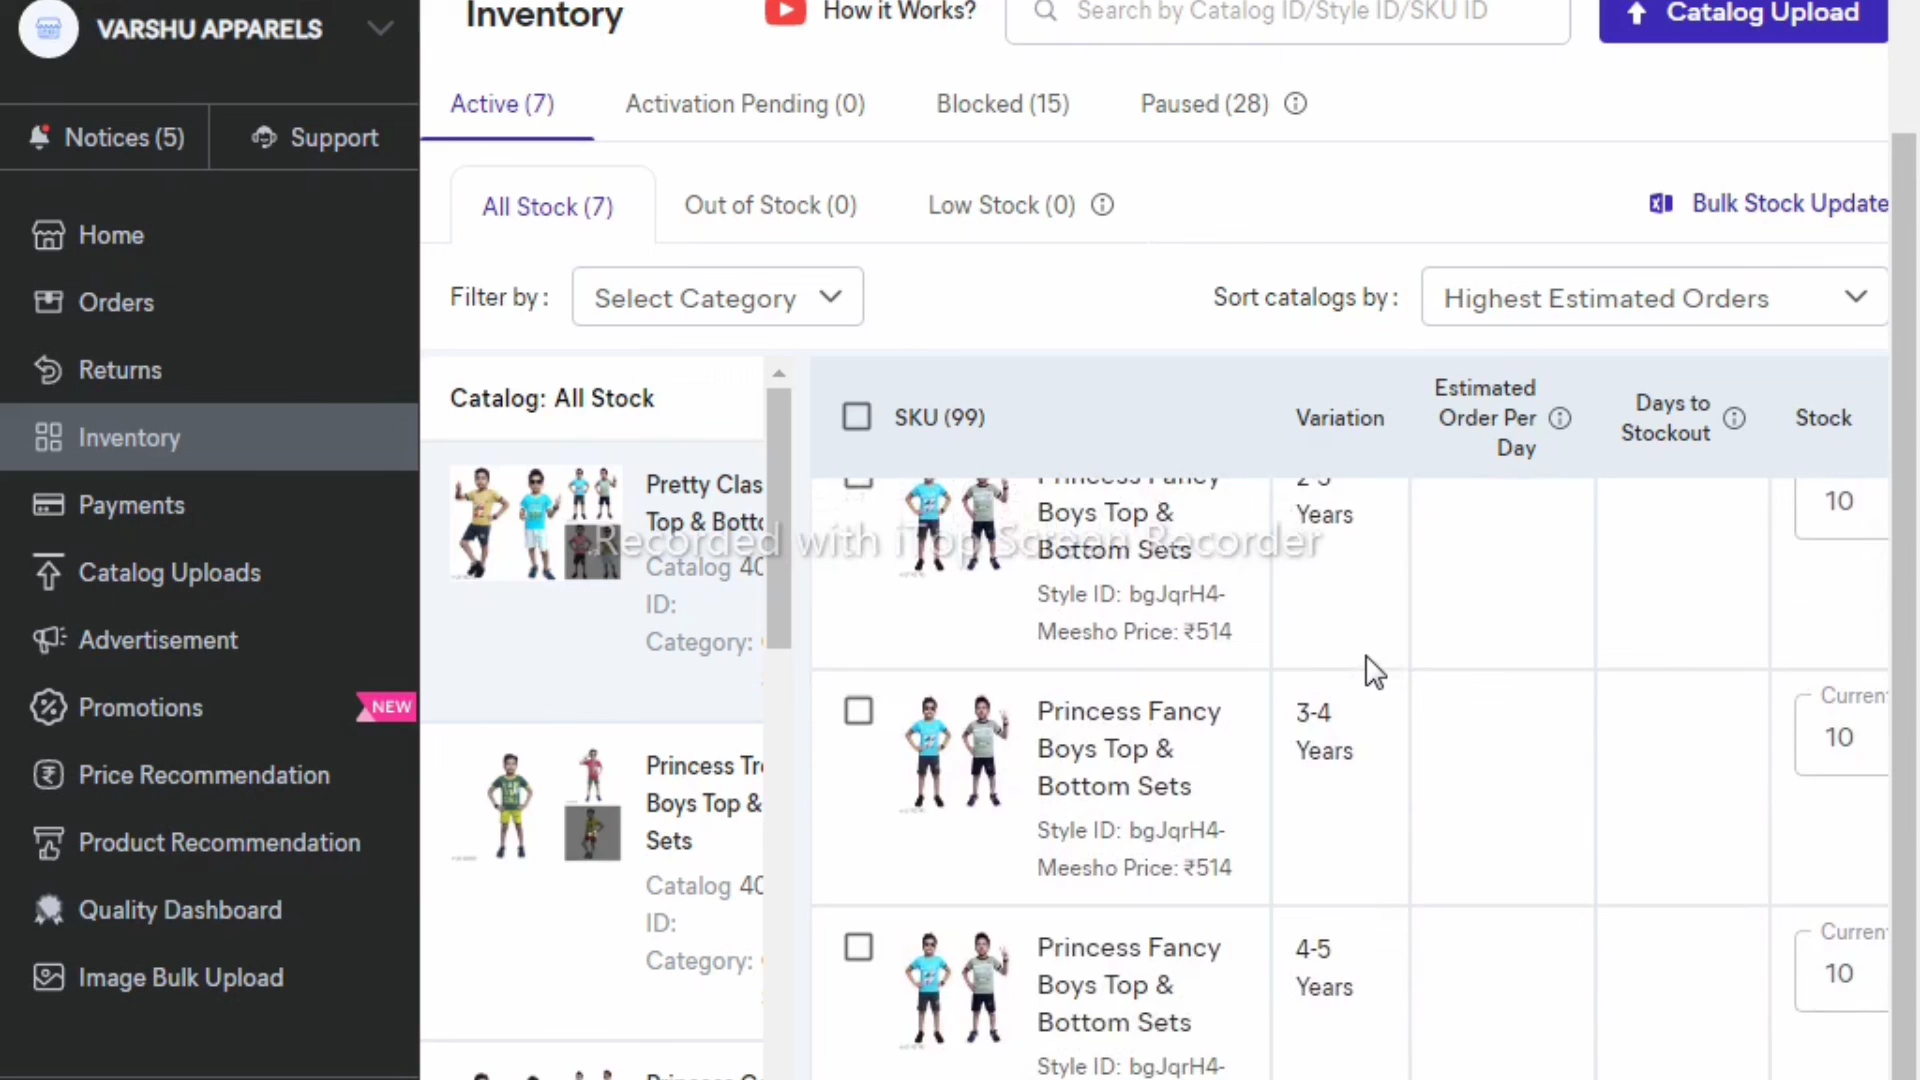 VARSHU APPARELS
Notices (5)
Support
Home
Orders
Returns
Inventory
Payments
Catalog Uploads
Advertisement
Promotions
NEW
Price Recommendation
Product Recommendation
Quality Dashboard
Image Bulk Upload
Inventory
How it Works?
Search by Catalog ID/Style ID/SKU ID
Catalog Upload
Active (7)
Activation Pending (0)
Blocked (15)
Paused (28)
All Stock (7)
Out of Stock (0)
Low Stock (0)
Bulk Stock Update
Filter by :
Select Category
Sort catalogs by :
Highest Estimated Orders
Catalog: All Stock
Pretty Clas
Top & Botto
Catalog 40
ID:
Category:
Princess Tr
Boys Top &
Sets
Catalog 40
ID:
Category:
SKU (99)
Variation
Estimated
Order Per
Day
Days to
Stockout
Stock
Princess Fancy
Boys Top &
Bottom Sets
Style ID: bgJqrH4-
Meesho Price: ₹514
Years
10
Princess Fancy
Boys Top &
Bottom Sets
Style ID: bgJqrH4-
Meesho Price: ₹514
3-4
Years
Current
10
Princess Fancy
Boys Top &
Bottom Sets
Style ID: bgJqrH4-
4-5
Years
Current
10
Recorded with iTop Screen Recorder